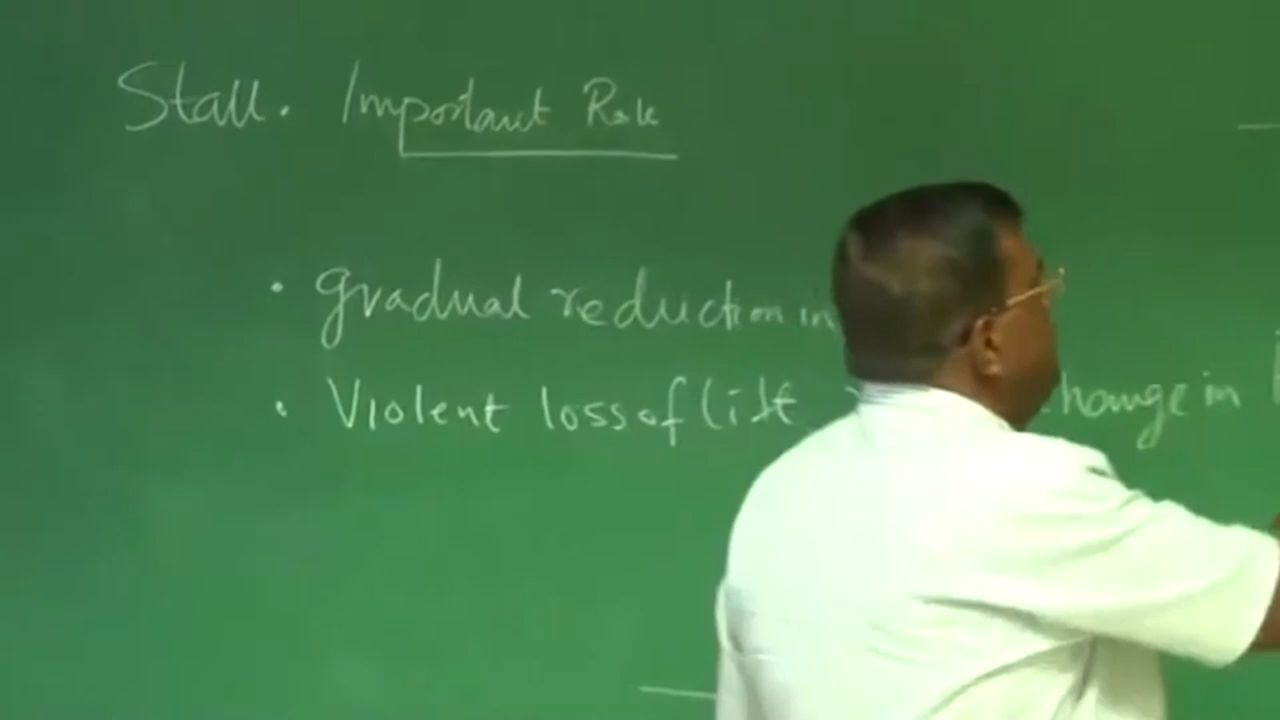 Stall. Important Role
• gradual reduction in
• Violent loss of lift change in